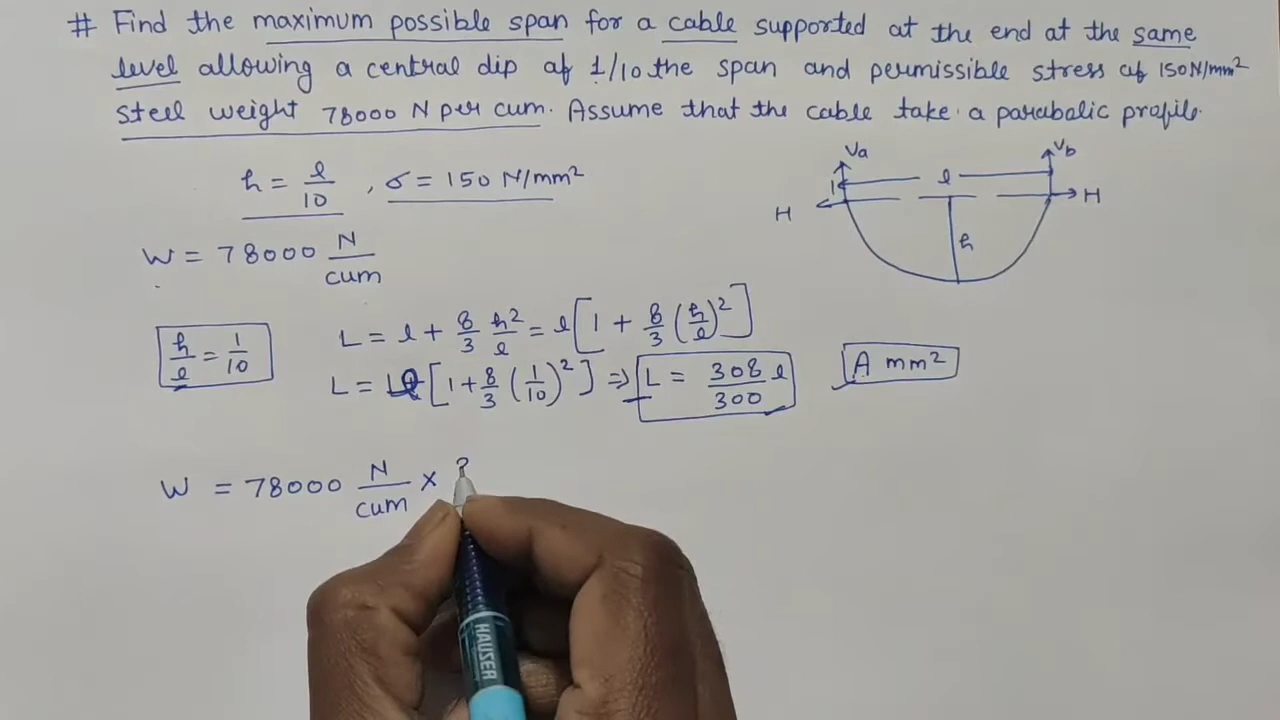 # Find the maximum possible span for a cable supported at the end at the same
level allowing a central dip of 1/10 the span and permissible stress of 150N/mm²
steel weight 78000 N per cum. Assume that the cable take a parabolic profile.
h = l/10 , σ = 150 N/mm²
Va
Vb
l
H
H
h
W = 78000 N/cum
h/l = 1/10
L = l + 8/3 h²/l = l [1 + 8/3 (h/l)²]
L = l [1 + 8/3 (1/10)²] ⇒ L = 308/300 l
A mm²
W = 78000 N/cum ×
HAUSER